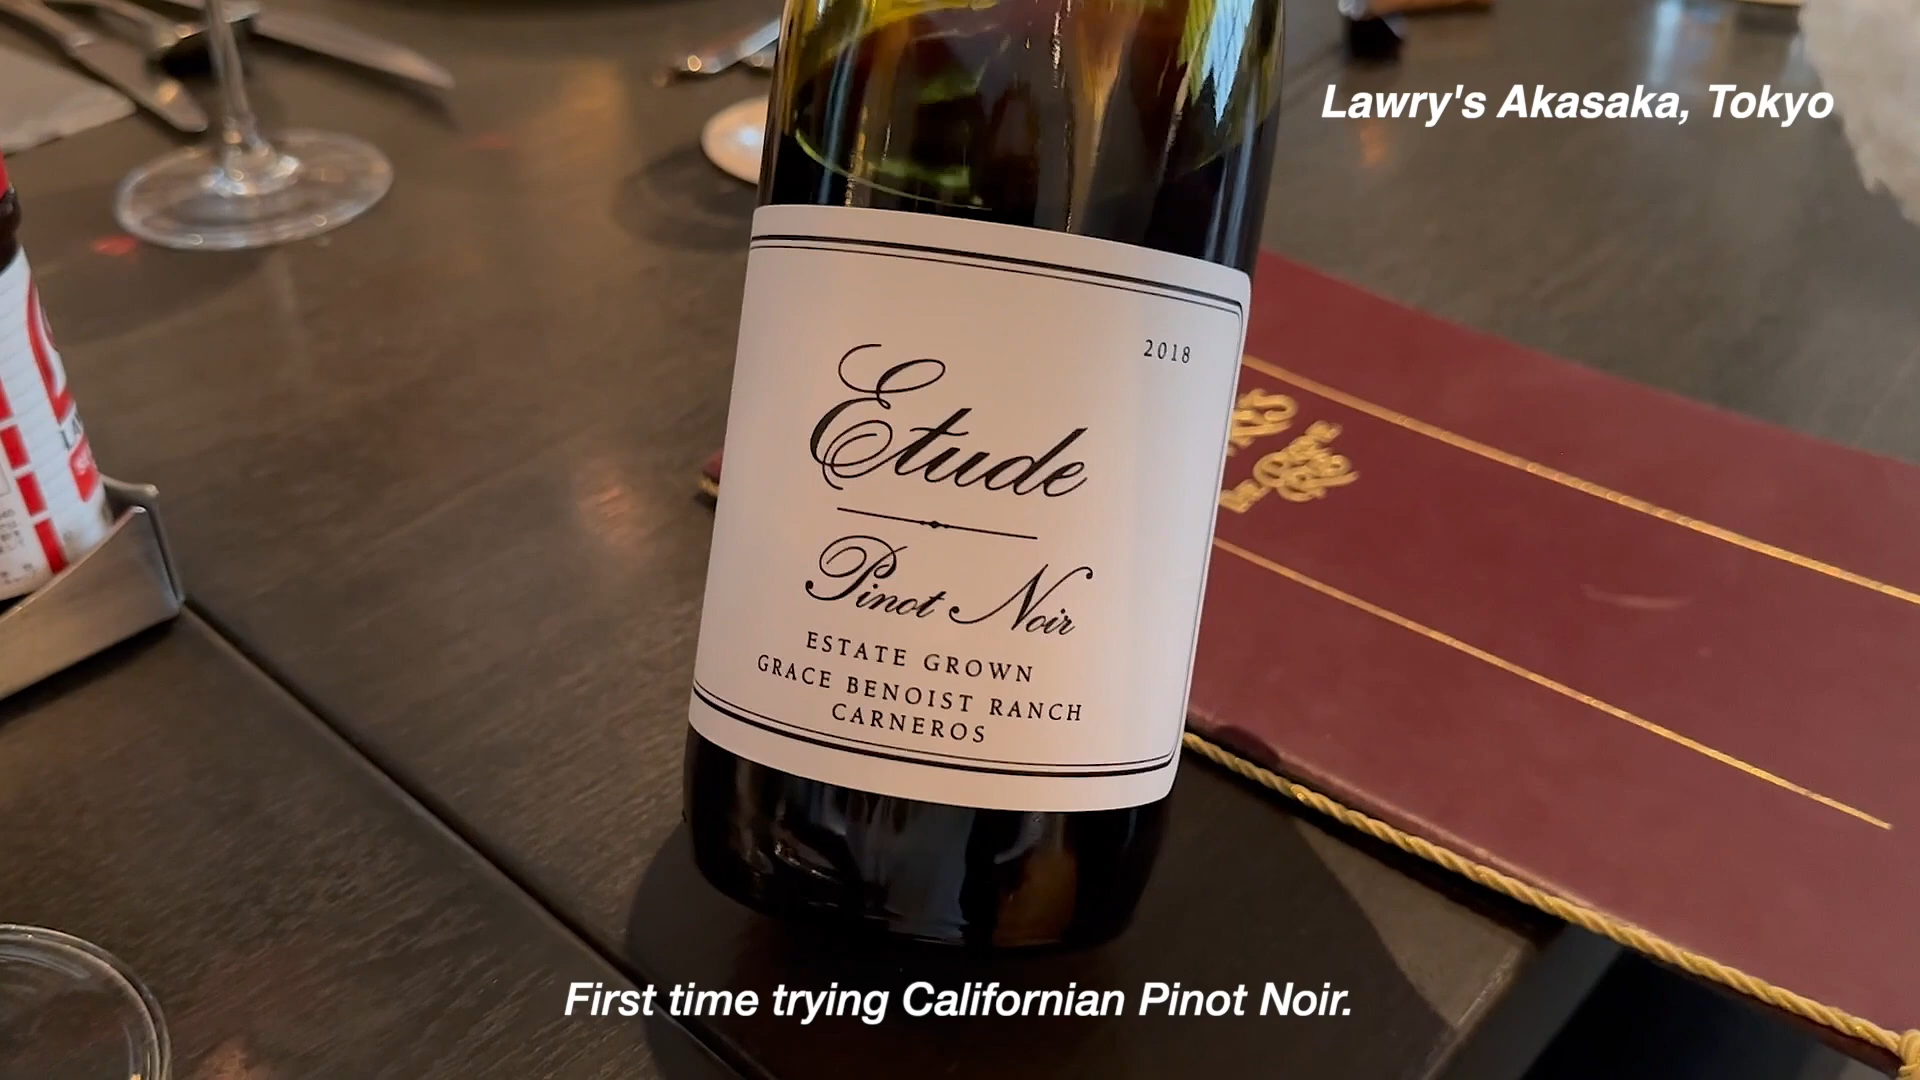 Lawry's Akasaka, Tokyo
2018
Etude
Pinot Noir
ESTATE GROWN
GRACE BENOIST RANCH
CARNEROS
First time trying Californian Pinot Noir.